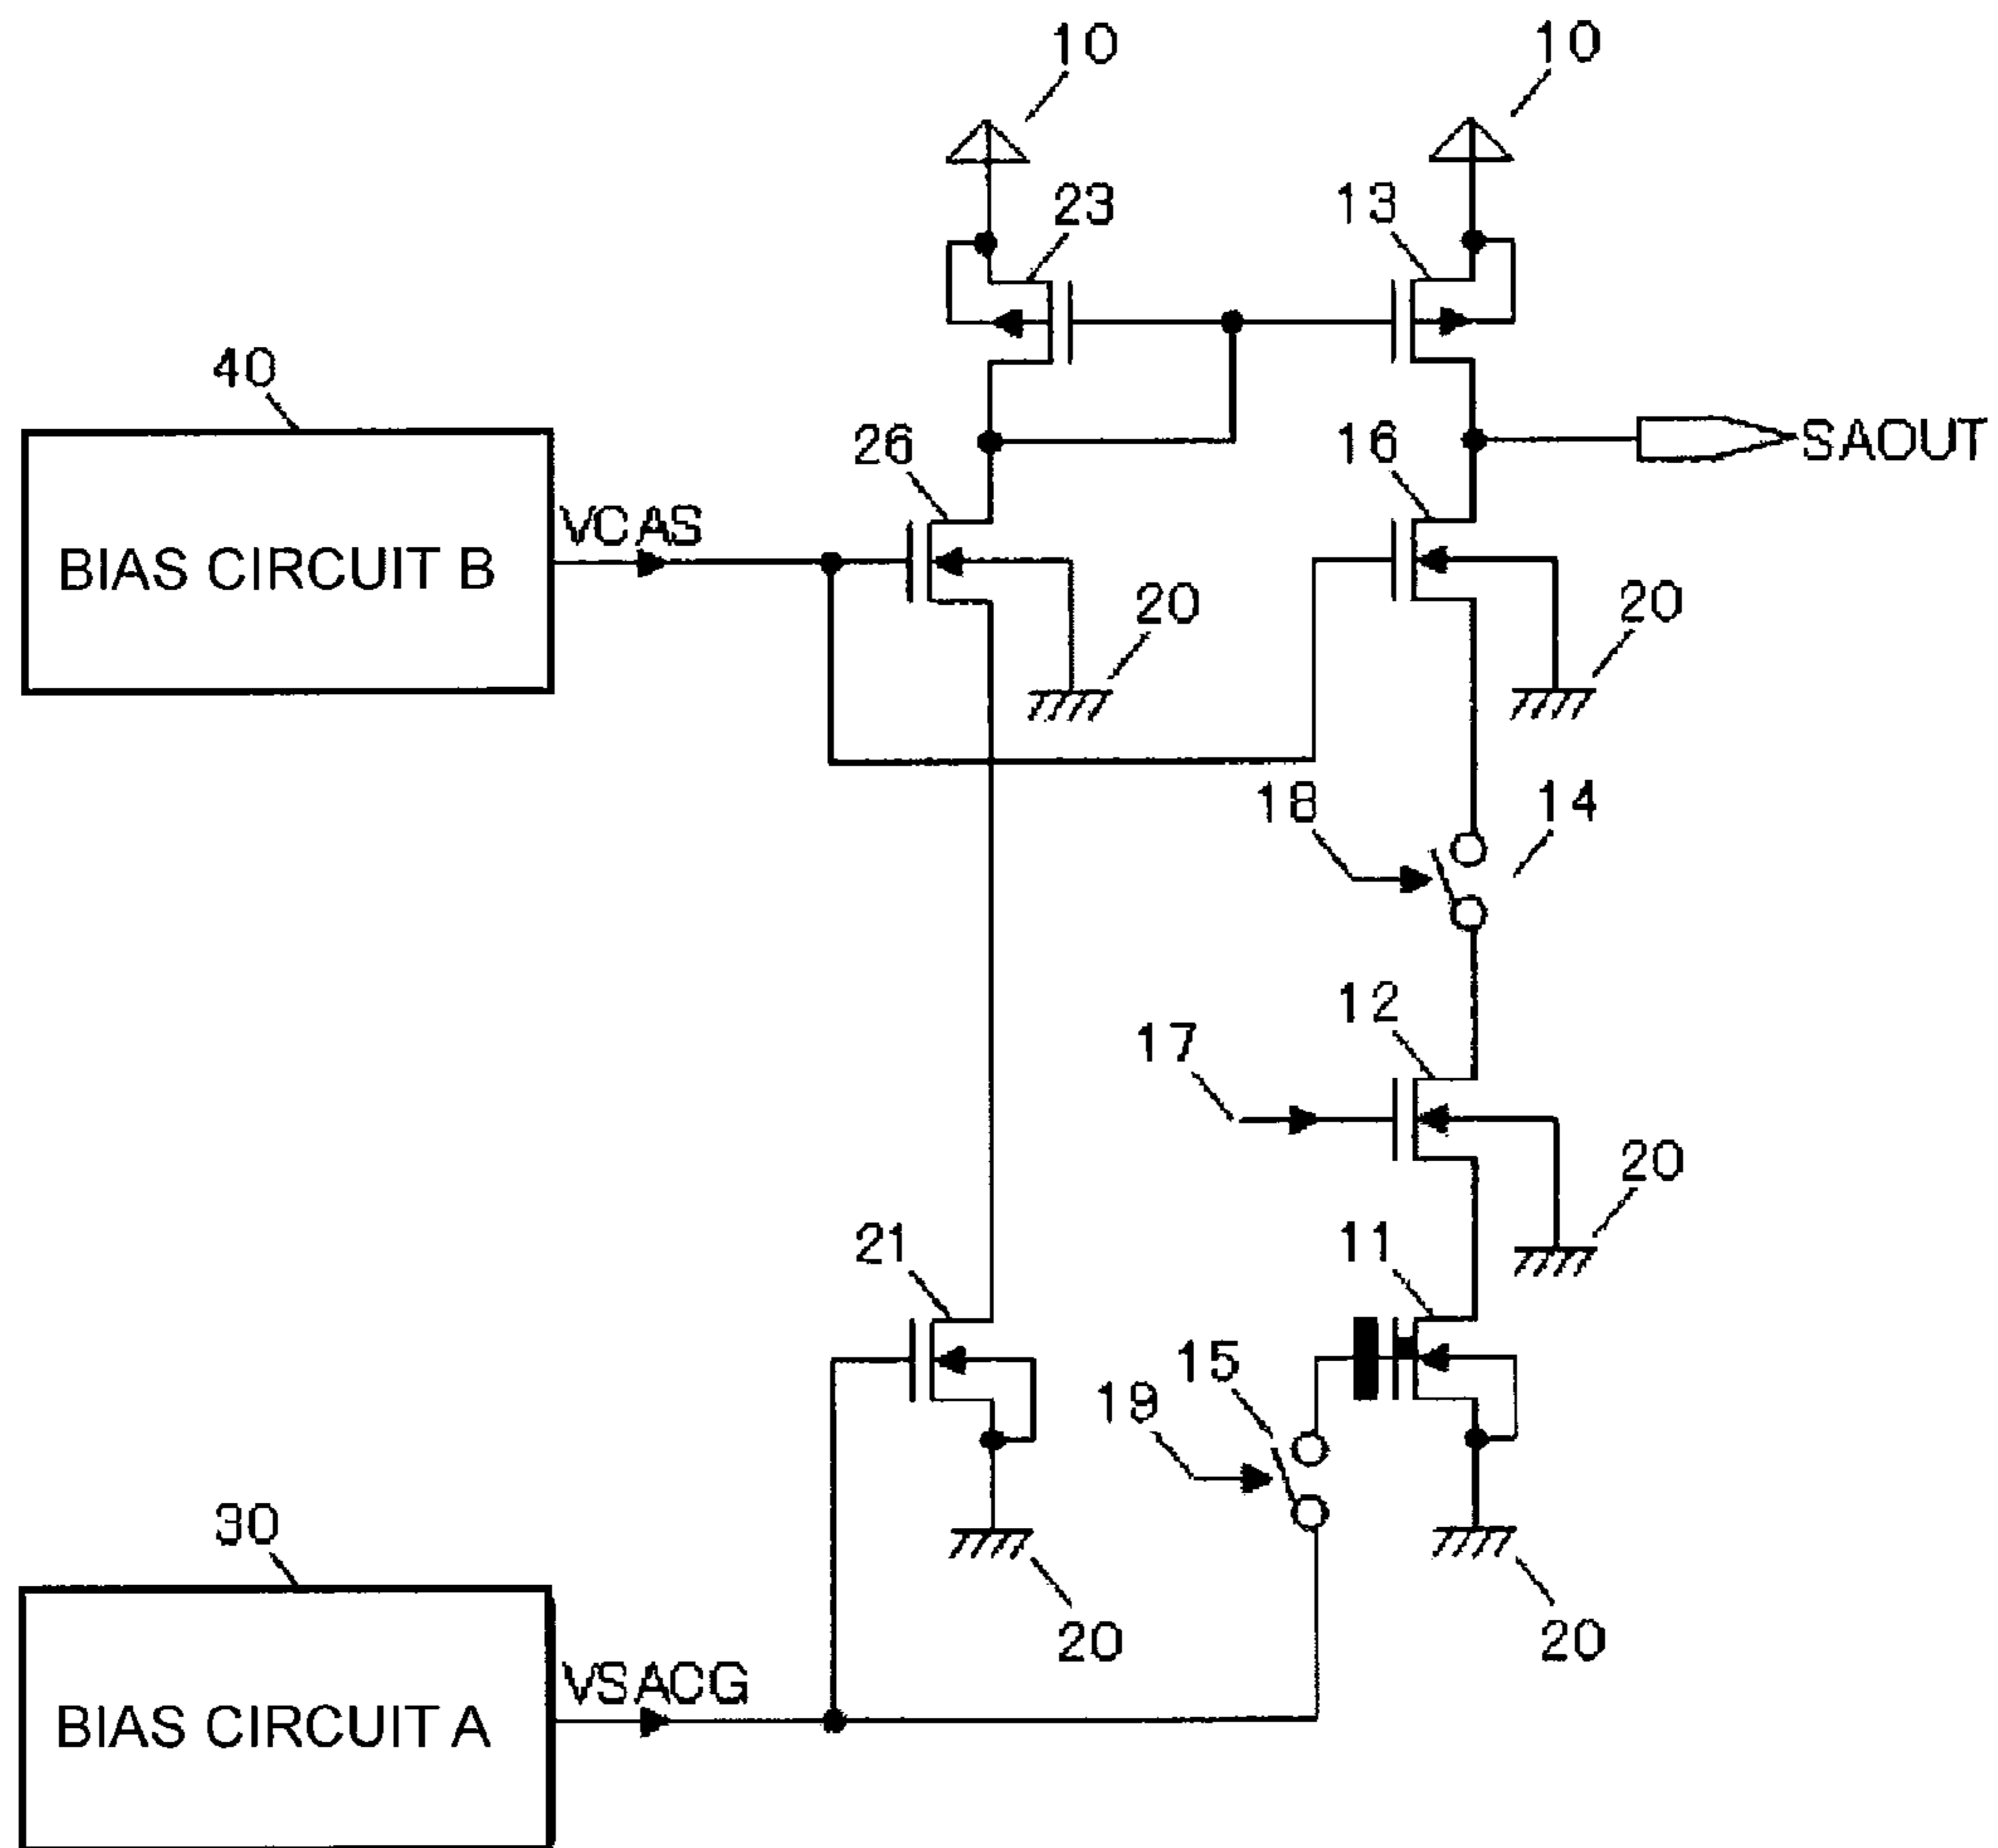 10 10
23 13
40
26 16 SAOUT
VCAS
BIAS CIRCUIT B
20 20
18 14
12
17
20
21 11
15
19
30
20 20
VSACG
BIAS CIRCUIT A